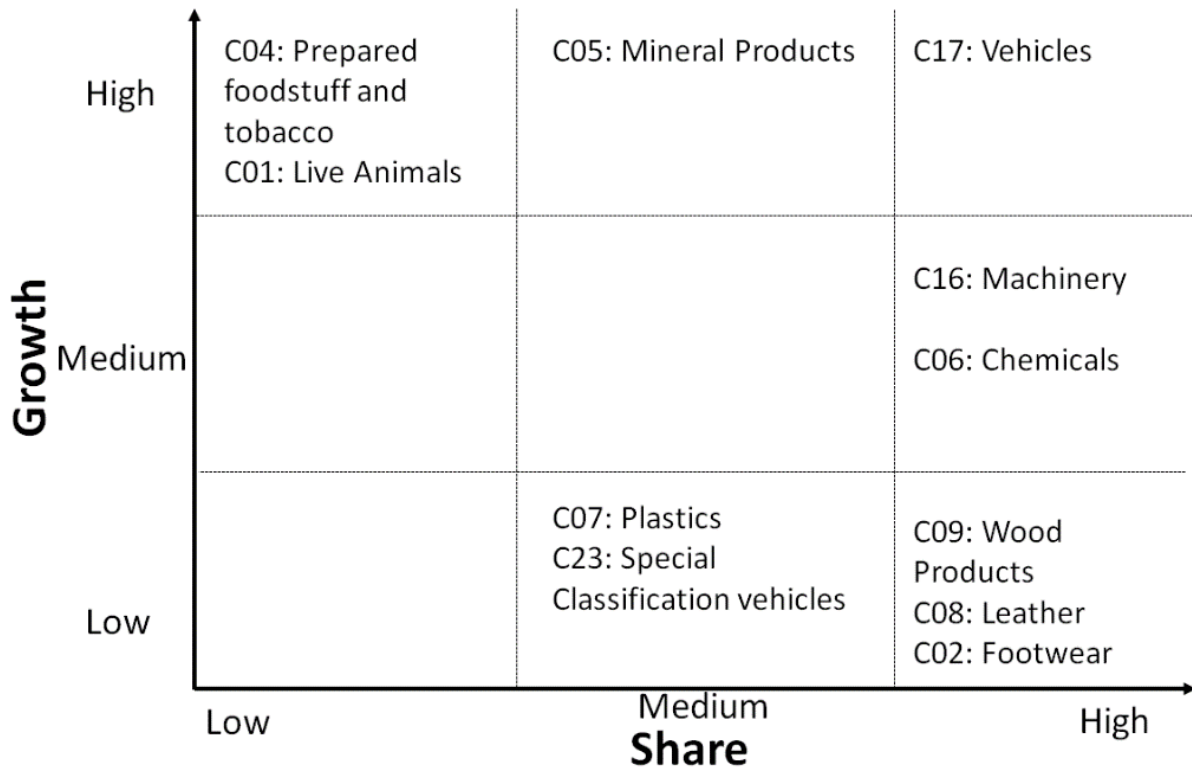 High
C04: Prepared
foodstuff and
tobacco
C01: Live Animals
C05: Mineral Products
C17: Vehicles
Growth
Medium
C16: Machinery
C06: Chemicals
Low
C07: Plastics
C23: Special
Classification vehicles
C09: Wood
Products
C08: Leather
C02: Footwear
Low
Medium
High
Share